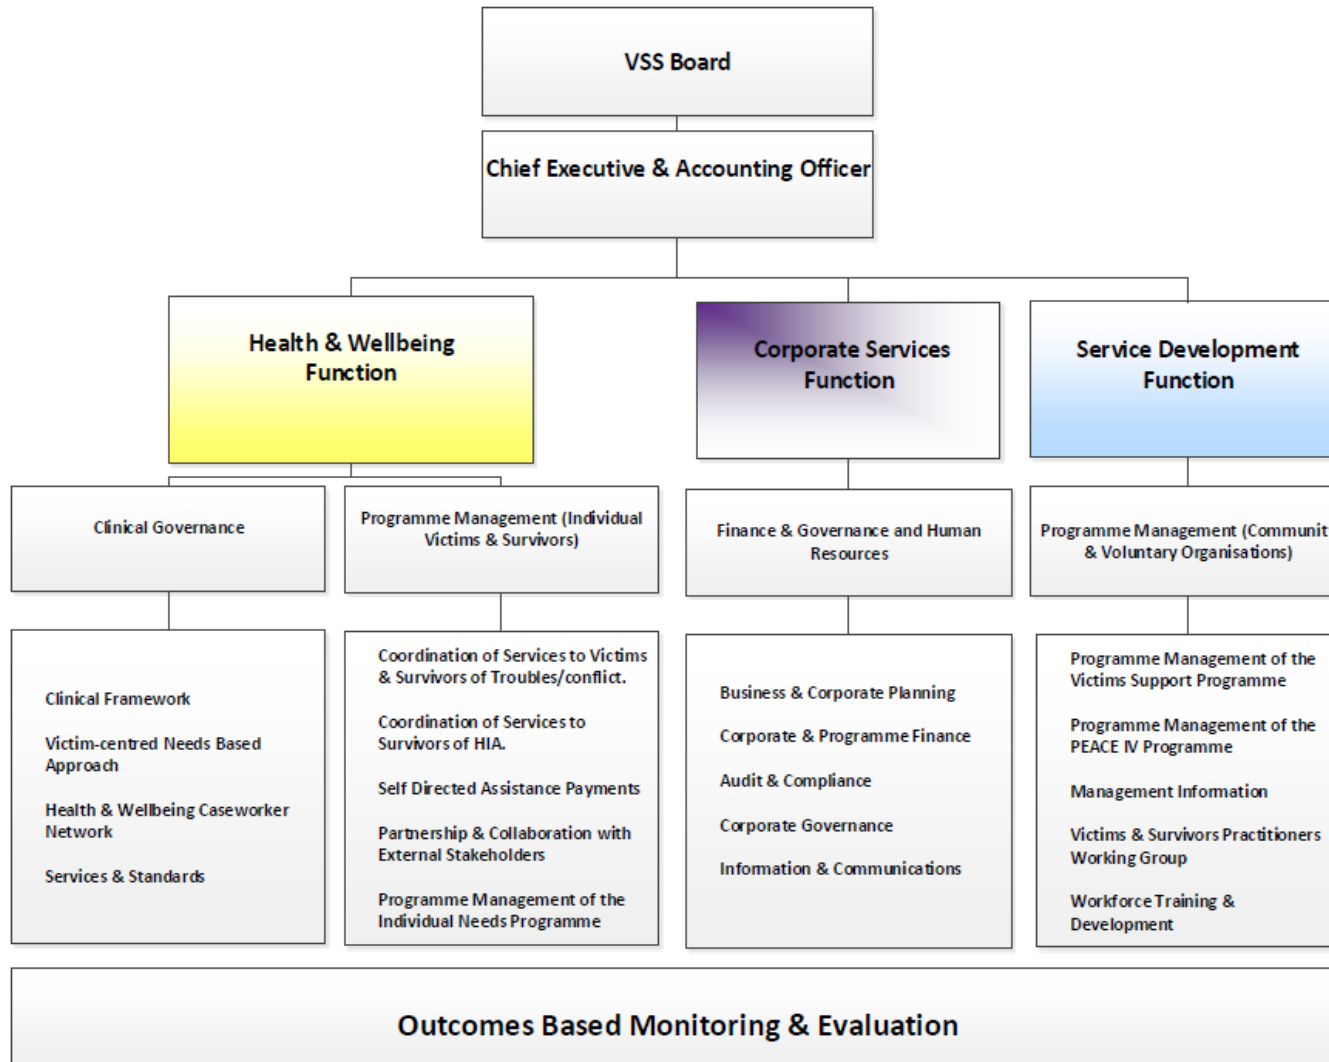 VSS Board
Chief Executive & Accounting Officer
Health & Wellbeing
Function
Corporate Services
Function
Service Development
Function
Clinical Governance
Programme Management (Individual
Victims & Survivors)
Finance & Governance and Human
Resources
Programme Management (Communit
& Voluntary Organisations)
Clinical Framework
Victim-centred Needs Based
Approach
Health & Wellbeing Caseworker
Network
Services & Standards
Coordination of Services to Victims
& Survivors of Troubles/conflict.
Coordination of Services to
Survivors of HIA.
Self Directed Assistance Payments
Partnership & Collaboration with
External Stakeholders
Programme Management of the
Individual Needs Programme
Business & Corporate Planning
Corporate & Programme Finance
Audit & Compliance
Corporate Governance
Information & Communications
Programme Management of the
Victims Support Programme
Programme Management of the
PEACE IV Programme
Management Information
Victims & Survivors Practitioners
Working Group
Workforce Training &
Development
Outcomes Based Monitoring & Evaluation